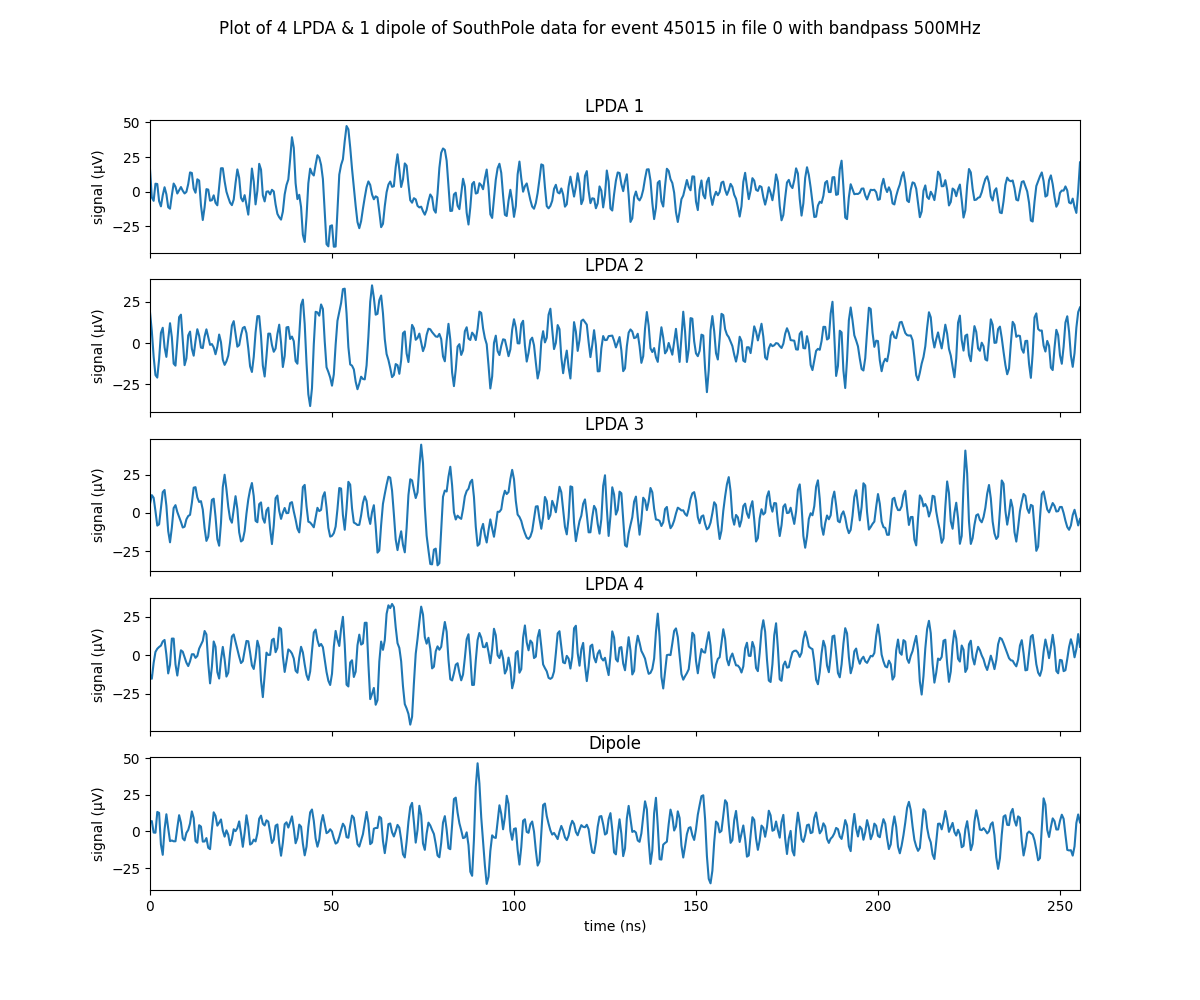 Plot of 4 LPDA & 1 dipole of SouthPole data for event 45015 in file 0 with bandpass 500MHz
LPDA 1
signal (μV)
50
25
0
−25
LPDA 2
signal (μV)
25
0
−25
LPDA 3
signal (μV)
25
0
−25
LPDA 4
signal (μV)
25
0
−25
Dipole
signal (μV)
50
25
0
−25
0 50 100 150 200 250
time (ns)